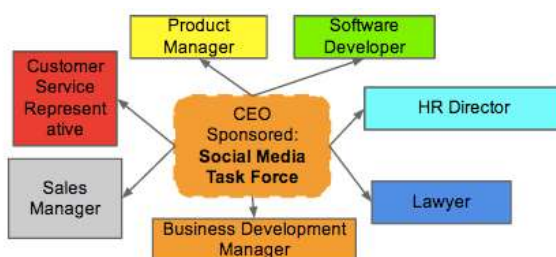 Product
Manager
Software
Developer
Customer
Service
Represent
ative
CEO
Sponsored:
Social Media
Task Force
HR Director
Sales
Manager
Lawyer
Business Development
Manager